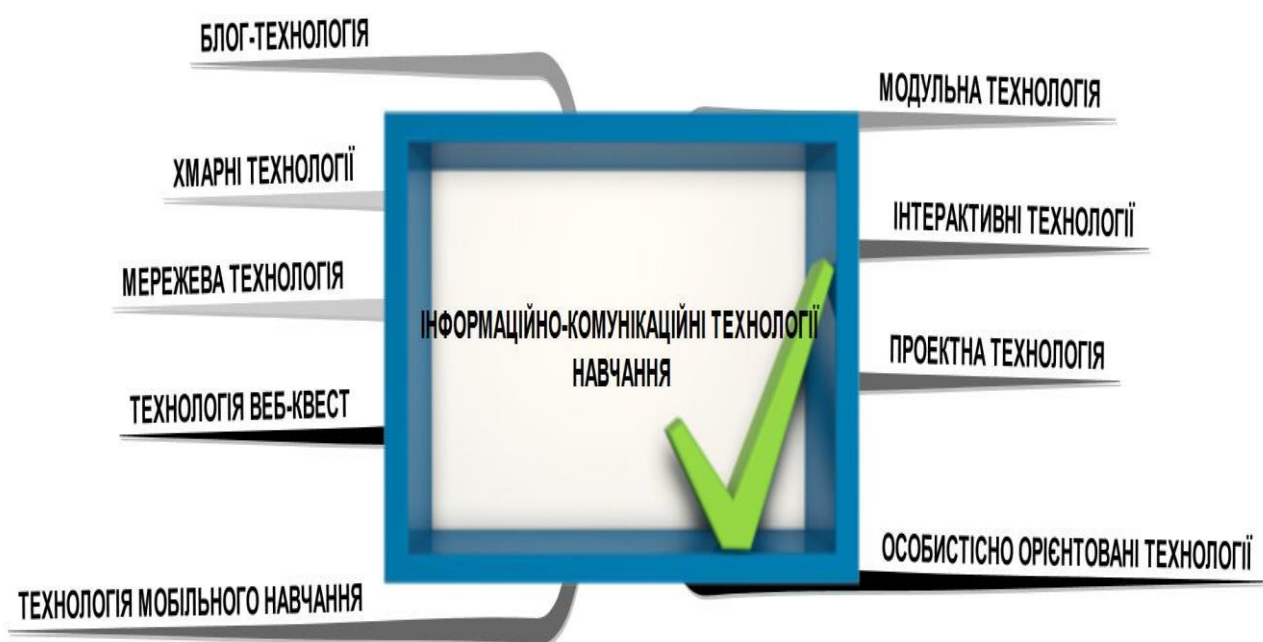 БЛОГ-ТЕХНОЛОГІЯ
ХМАРНІ ТЕХНОЛОГІЇ
МЕРЕЖЕВА ТЕХНОЛОГІЯ
ТЕХНОЛОГІЯ ВЕБ-КВЕСТ
ТЕХНОЛОГІЯ МОБІЛЬНОГО НАВЧАННЯ
ІНФОРМАЦІЙНО-КОМУНІКАЦІЙНІ ТЕХНОЛОГІЇ
НАВЧАННЯ
МОДУЛЬНА ТЕХНОЛОГІЯ
ІНТЕРАКТИВНІ ТЕХНОЛОГІЇ
ПРОЕКТНА ТЕХНОЛОГІЯ
ОСОБИСТІСНО ОРІЄНТОВАНІ ТЕХНОЛОГІЇ